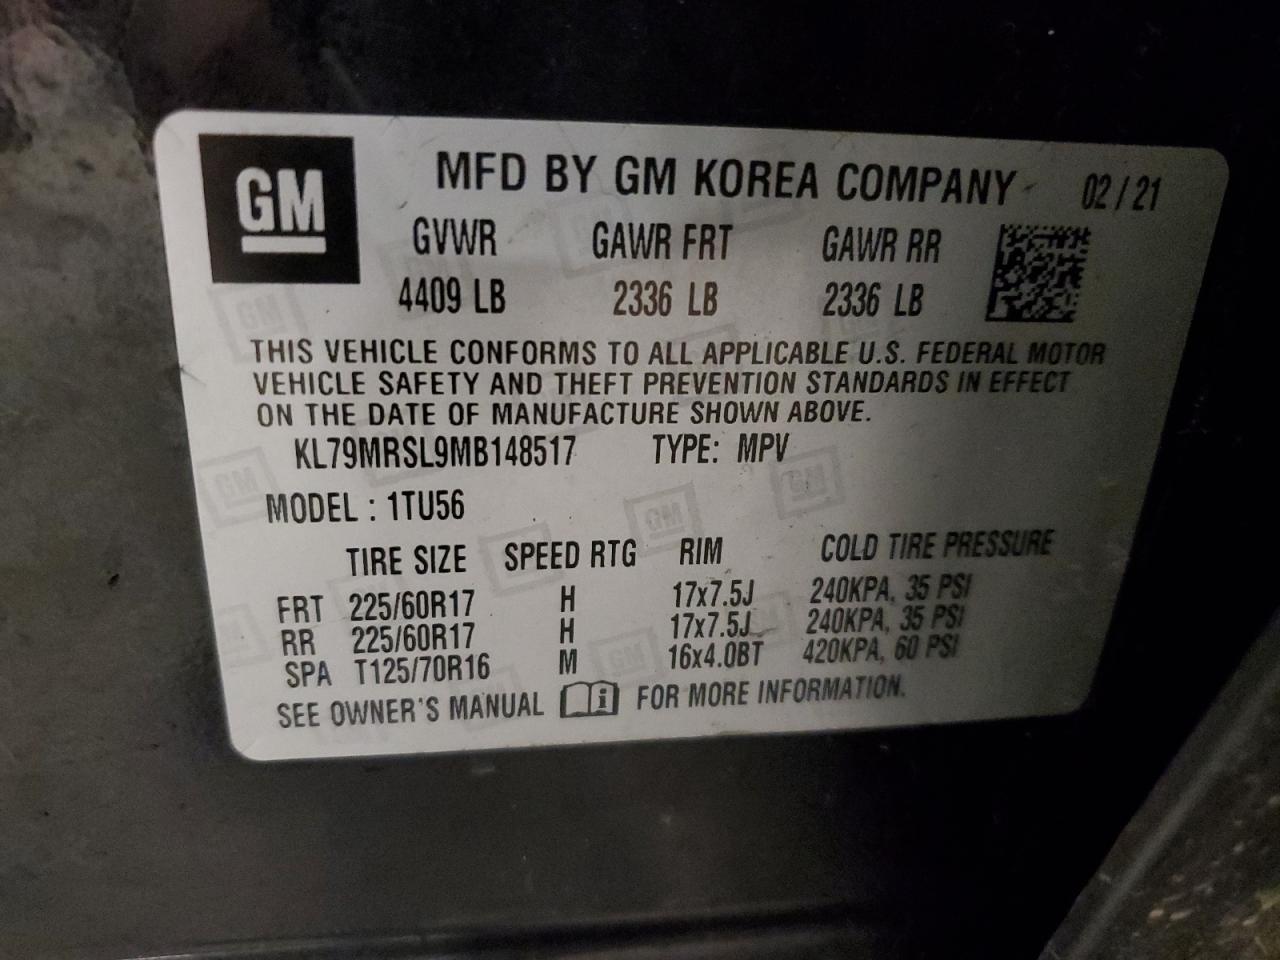 GM
MFD BY GM KOREA COMPANY 02/21
GVWR GAWR FRT GAWR RR
4409 LB 2336 LB 2336 LB
THIS VEHICLE CONFORMS TO ALL APPLICABLE U.S. FEDERAL MOTOR
VEHICLE SAFETY AND THEFT PREVENTION STANDARDS IN EFFECT
ON THE DATE OF MANUFACTURE SHOWN ABOVE.
KL79MRSL9MB148517 TYPE: MPV
MODEL : 1TU56
TIRE SIZE SPEED RTG RIM COLD TIRE PRESSURE
FRT 225/60R17 H 17x7.5J 240KPA, 35 PSI
RR 225/60R17 H 17x7.5J 240KPA, 35 PSI
SPA T125/70R16 M 16x4.0BT 420KPA, 60 PSI
SEE OWNER'S MANUAL i FOR MORE INFORMATION.